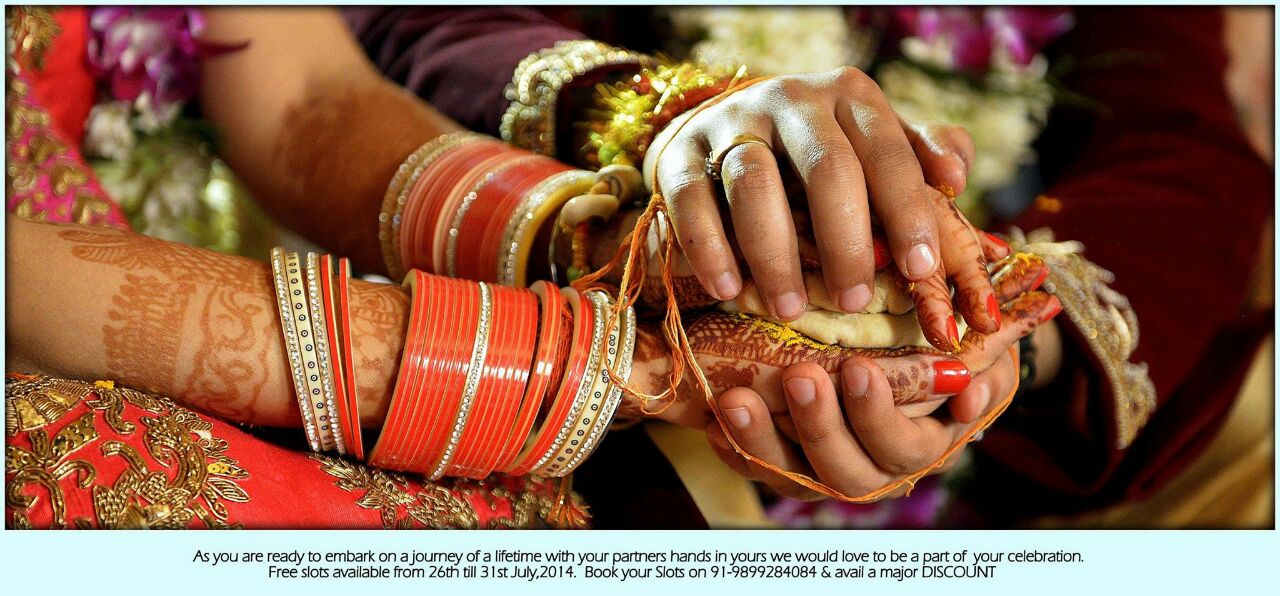 As you are ready to embark on a journey of a lifetime with your partners hands in yours we would love to be a part of your celebration.
Free slots available from 26th till 31st July,2014. Book your Slots on 91-9899284084 & avail a major DISCOUNT